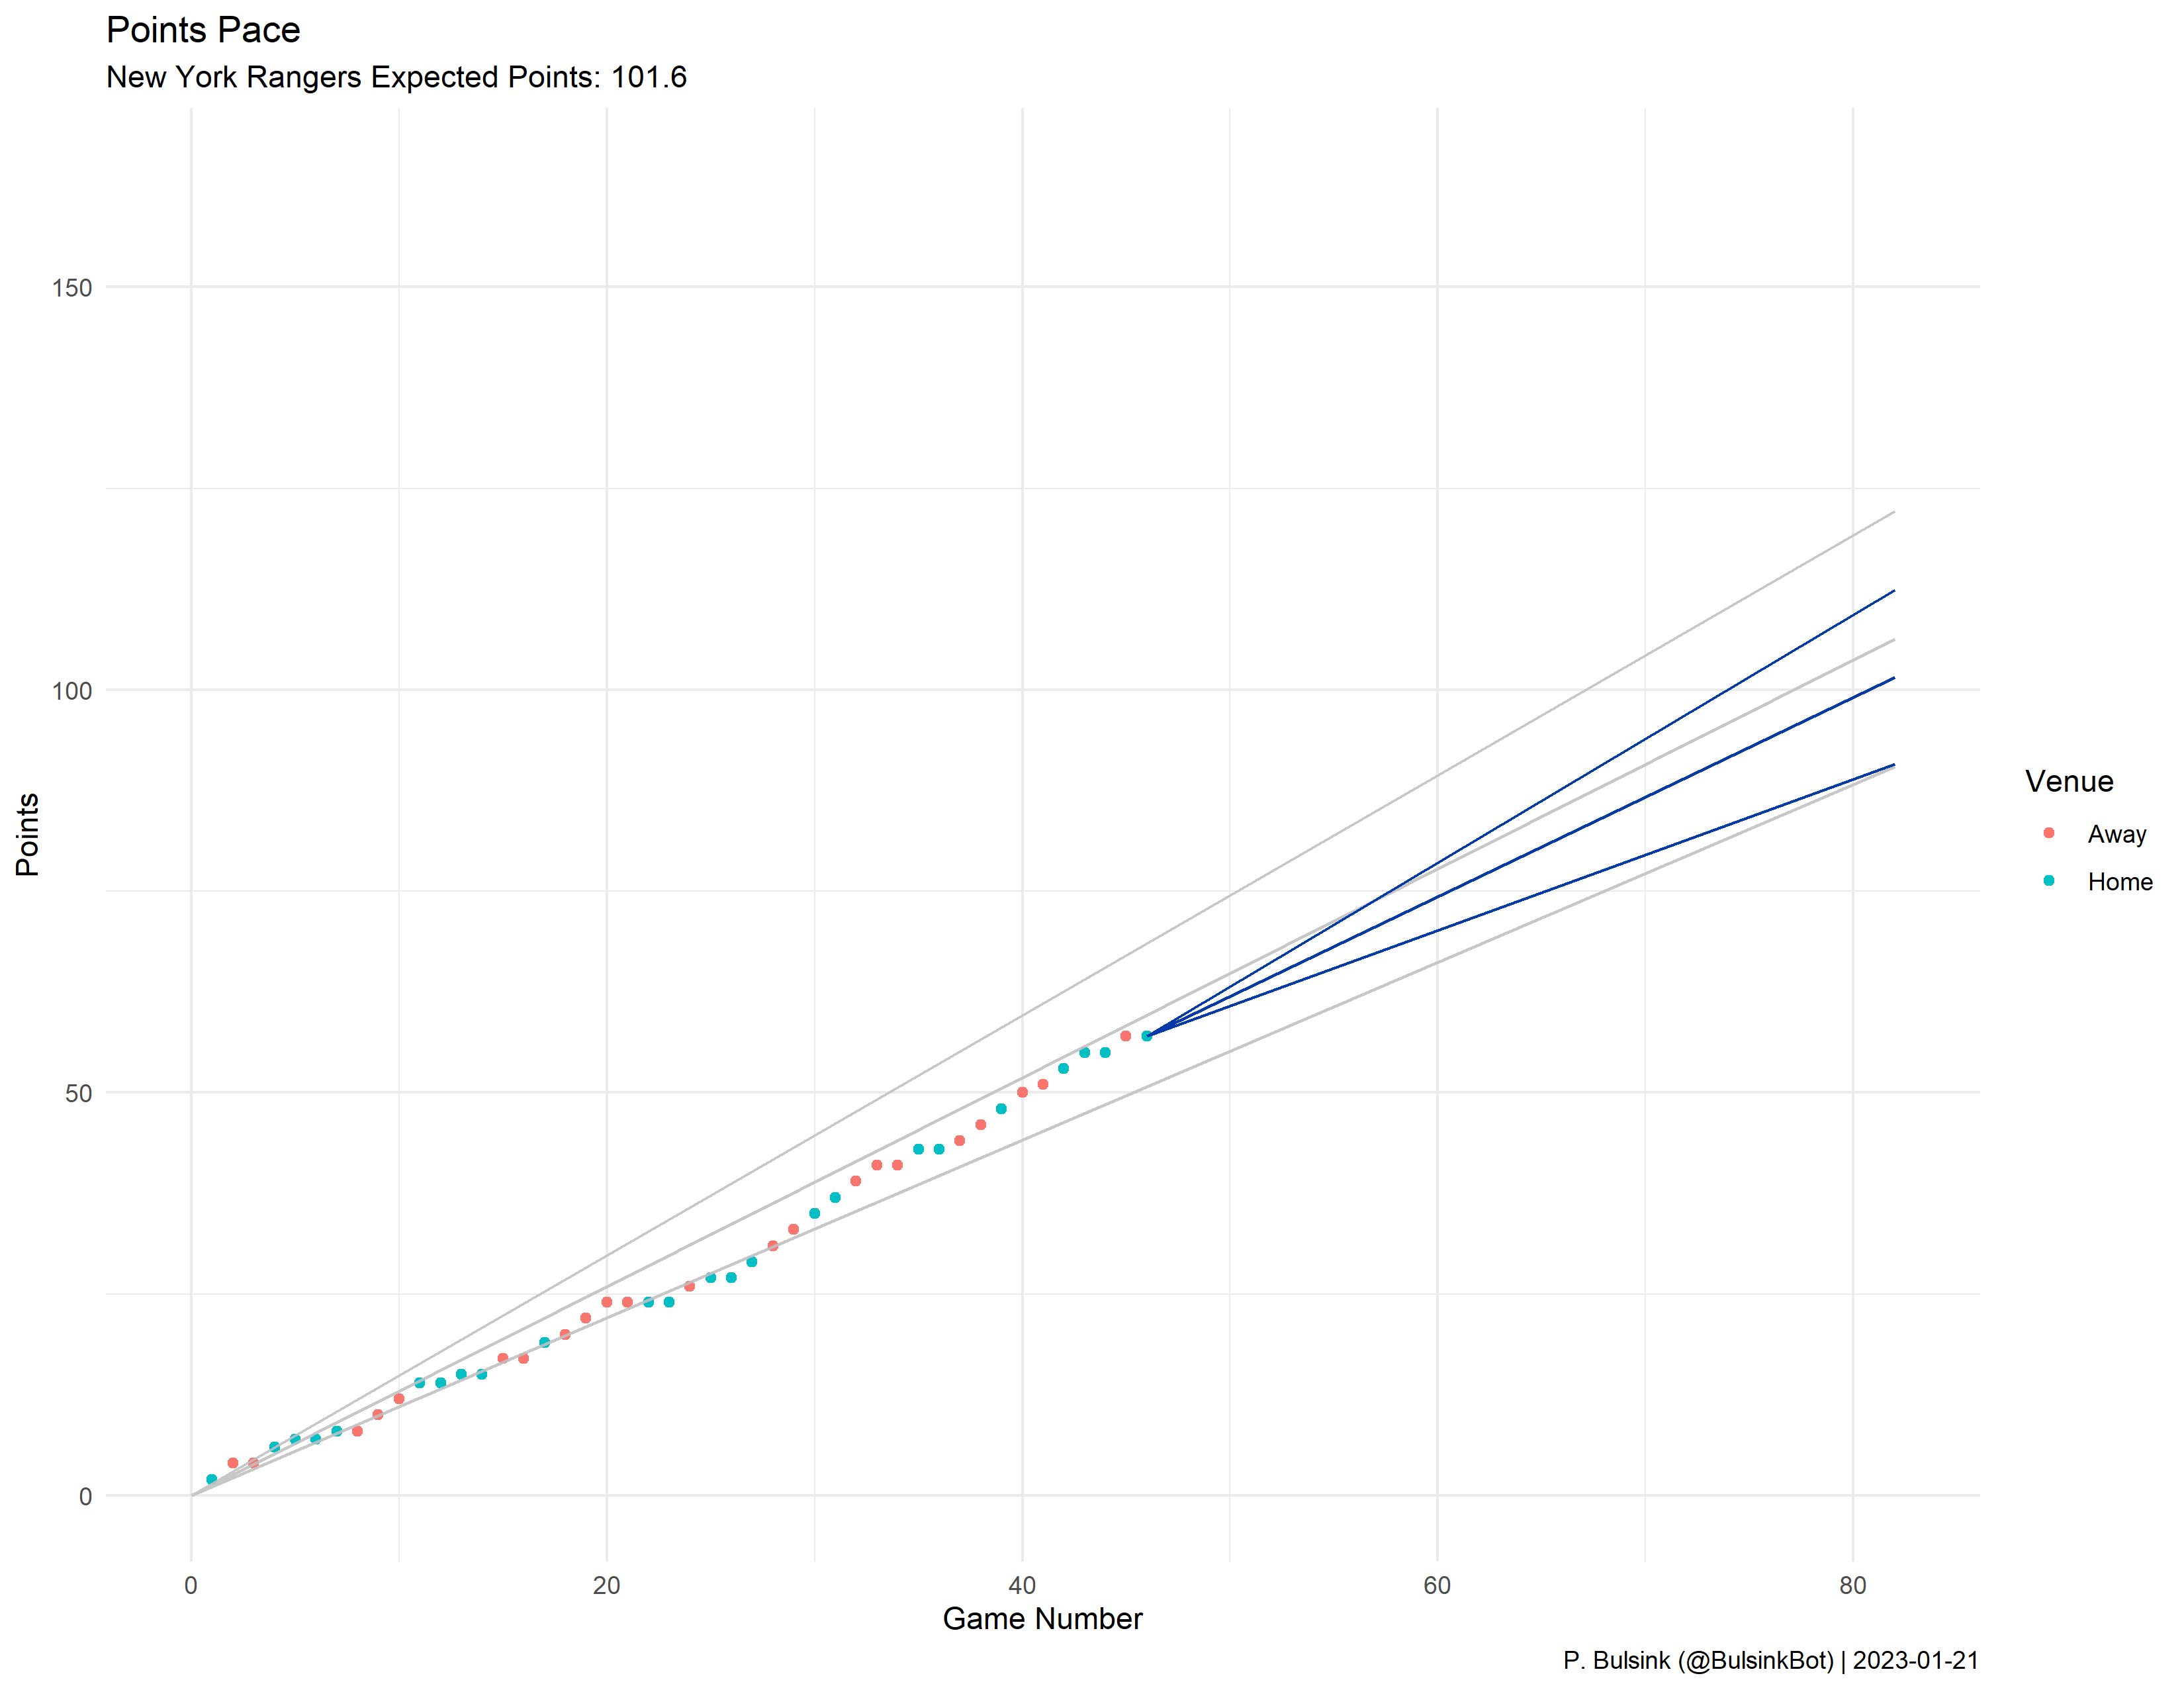 Points Pace
New York Rangers Expected Points: 101.6
150
100
50
0
Points
0 20 40 60 80
Game Number
Venue
Away
Home
P. Bulsink (@BulsinkBot) | 2023-01-21